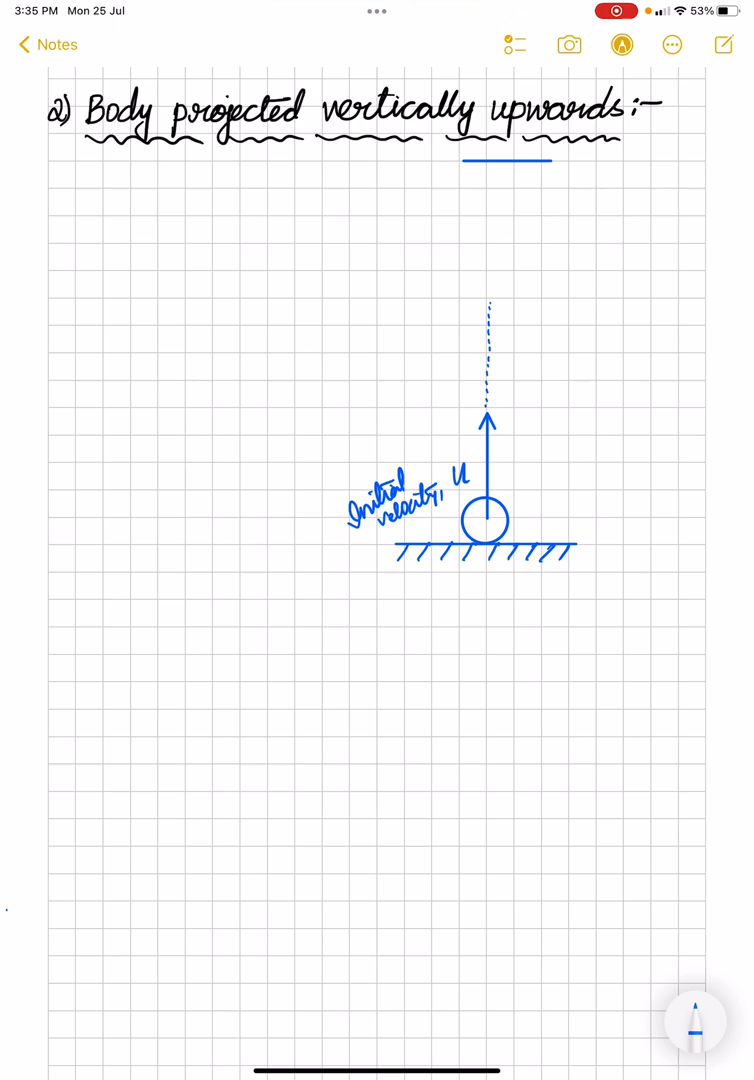 3:35 PM Mon 25 Jul
53%
Notes
2) Body projected vertically upwards:-
u
Initial
velocity,